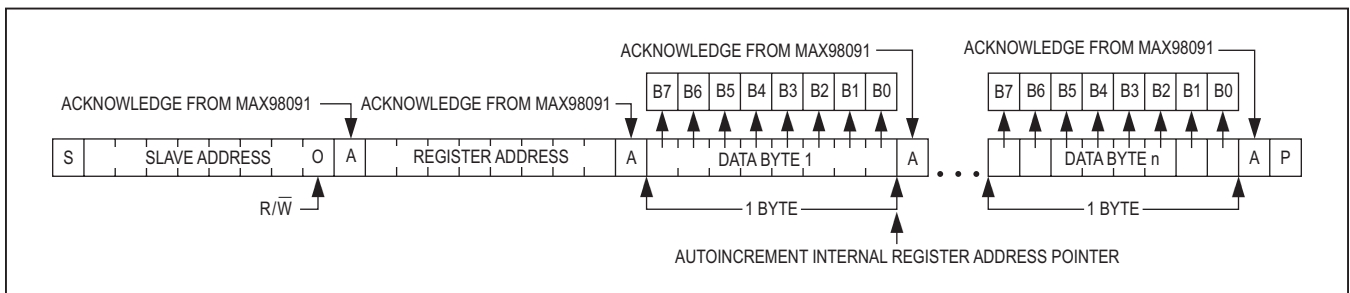 ACKNOWLEDGE FROM MAX98091
ACKNOWLEDGE FROM MAX98091
B7 B6 B5 B4 B3 B2 B1 B0
B7 B6 B5 B4 B3 B2 B1 B0
ACKNOWLEDGE FROM MAX98091
ACKNOWLEDGE FROM MAX98091
S SLAVE ADDRESS O A REGISTER ADDRESS A DATA BYTE 1 A • • • DATA BYTE n A P
R/W̅
1 BYTE
1 BYTE
AUTOINCREMENT INTERNAL REGISTER ADDRESS POINTER